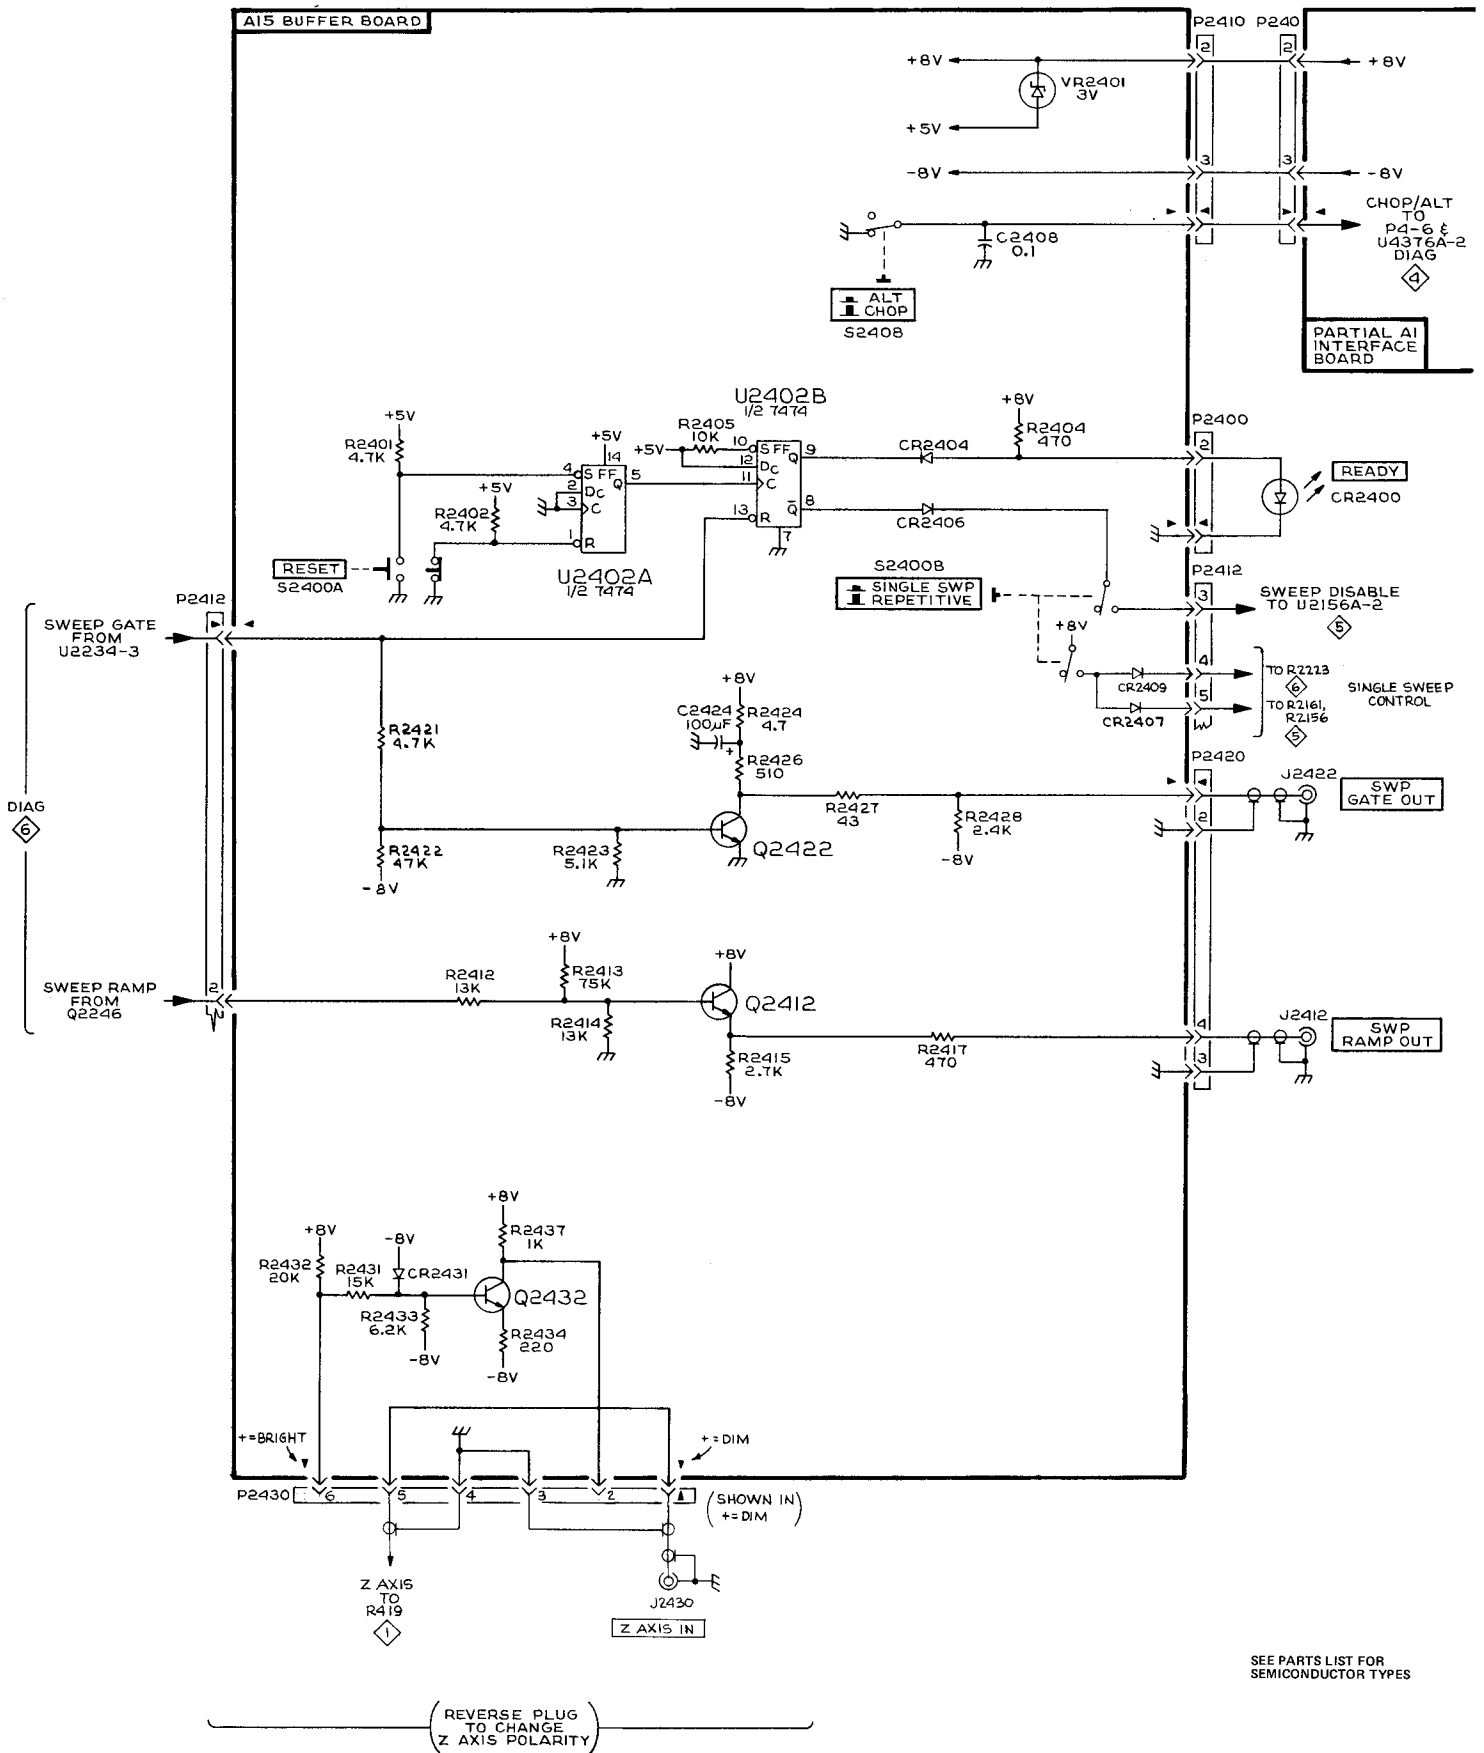 A15 BUFFER BOARD
P2410 P240
2 2
+8V
+8V
VR2401
3V
+5V
3 3
-8V
-8V
CHOP/ALT
TO
P4-6 &
U4376A-2
DIAG
4
C2408
0.1
ALT
CHOP
S2408
PARTIAL A1
INTERFACE
BOARD
U2402B
1/2 7474
+5V
R2401
4.7K
+5V
14
4 S FF
2 DC Q 5
3 C
1 R
+5V
R2402
4.7K
U2402A
1/2 7474
RESET
S2400A
R2405
10K
+5V
10 S FF Q 9
12 DC
11 C
13 R Q 8
7
CR2404
+8V
R2404
470
CR2406
P2400
2
READY
CR2400
S2400B
SINGLE SWP
REPETITIVE
P2412
3
SWEEP DISABLE
TO U2156A-2
5
+8V
4
CR2409
TO R2223
6
5
CR2407
TO R2161,
R2156
5
SINGLE SWEEP
CONTROL
P2412
SWEEP GATE
FROM
U2234-3
DIAG
6
R2421
4.7K
R2422
47K
-8V
R2423
5.1K
+8V
C2424
100µF
+
R2424
4.7
R2426
510
Q2422
R2427
43
R2428
2.4K
-8V
P2420
2
J2422
SWP
GATE OUT
SWEEP RAMP
FROM
Q2246
2
R2412
13K
+8V
R2413
75K
R2414
13K
+8V
Q2412
R2415
2.7K
-8V
R2417
470
4
3
J2412
SWP
RAMP OUT
+8V
R2432
20K
R2431
15K
-8V
CR2431
R2433
6.2K
-8V
+8V
R2437
1K
Q2432
R2434
220
-8V
+=BRIGHT
+=DIM
P2430
6 5 4 3 2
(SHOWN IN
+=DIM)
Z AXIS
TO
R419
1
J2430
Z AXIS IN
SEE PARTS LIST FOR
SEMICONDUCTOR TYPES
(REVERSE PLUG
TO CHANGE
Z AXIS POLARITY)